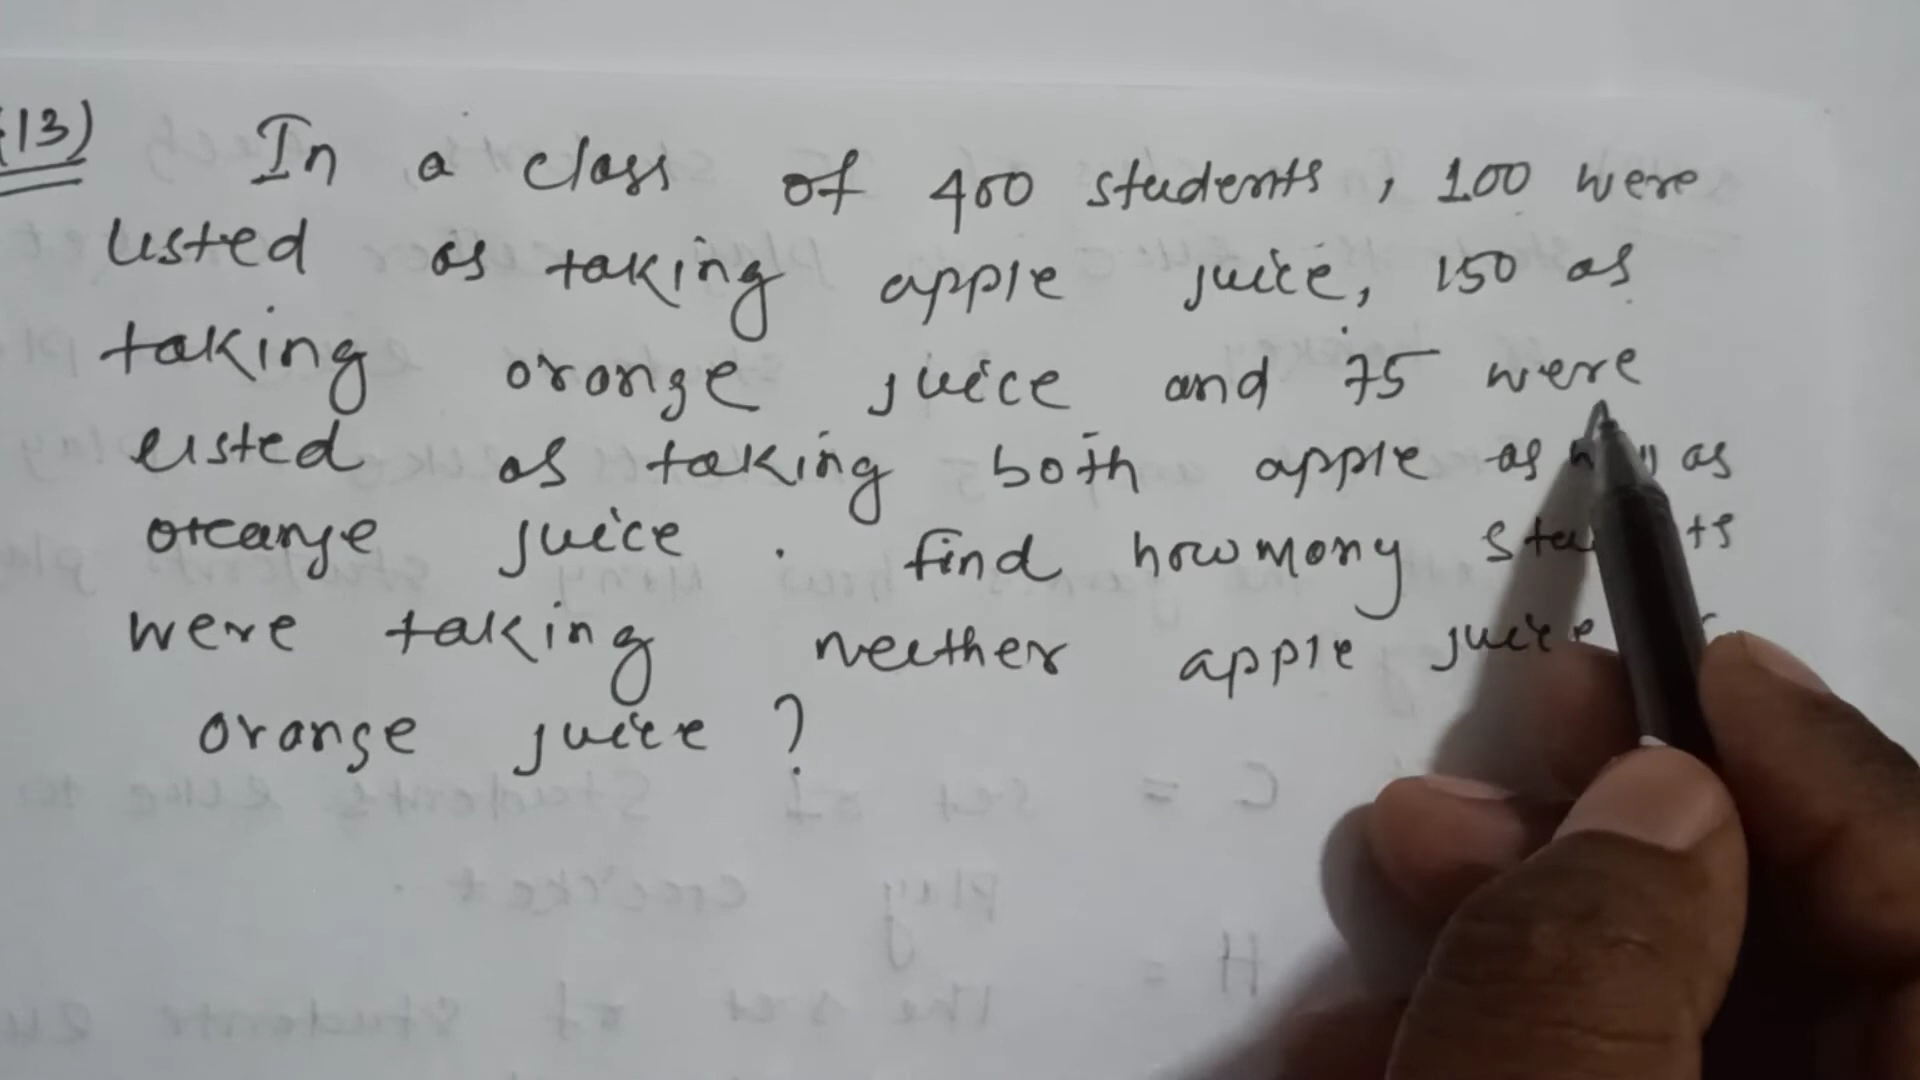 (13) In a class of 400 students, 100 were
listed as taking apple juice, 150 as
taking orange juice and 75 were
listed as taking both apple as as
orange juice. find how many
were taking neither apple juice
orange juice?